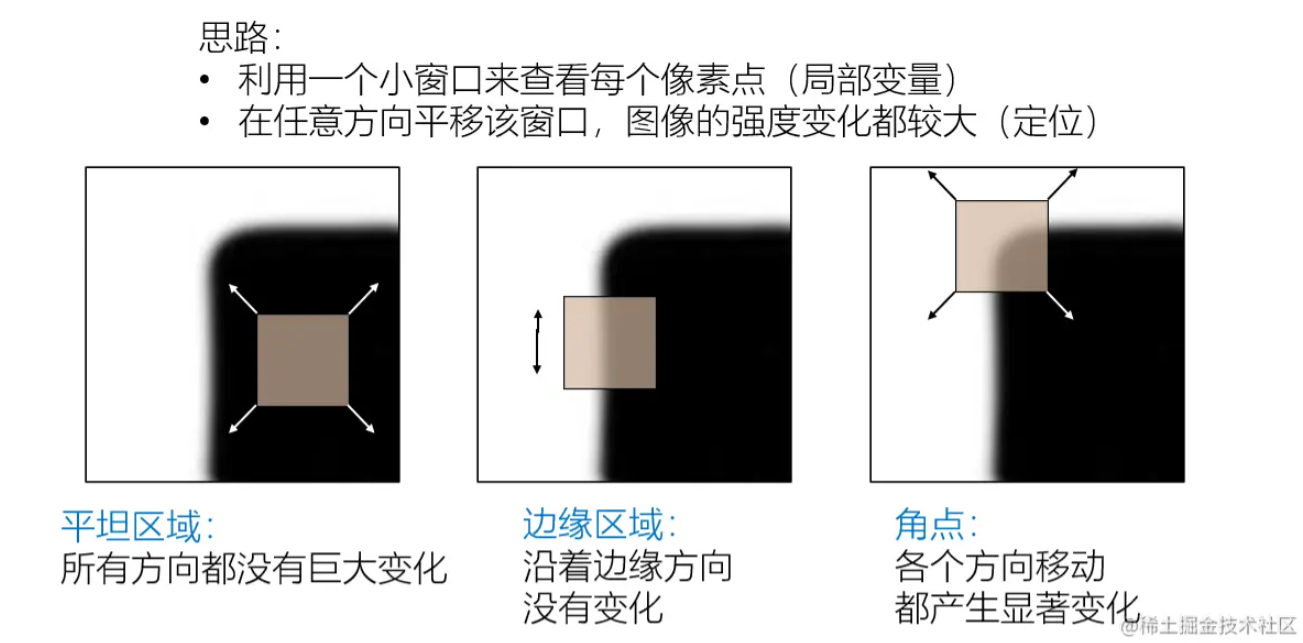 思路：
• 利用一个小窗口来查看每个像素点（局部变量）
• 在任意方向平移该窗口，图像的强度变化都较大（定位）
平坦区域：
所有方向都没有巨大变化
边缘区域：
沿着边缘方向
没有变化
角点：
各个方向移动
都产生显著变化
@稀土掘金技术社区